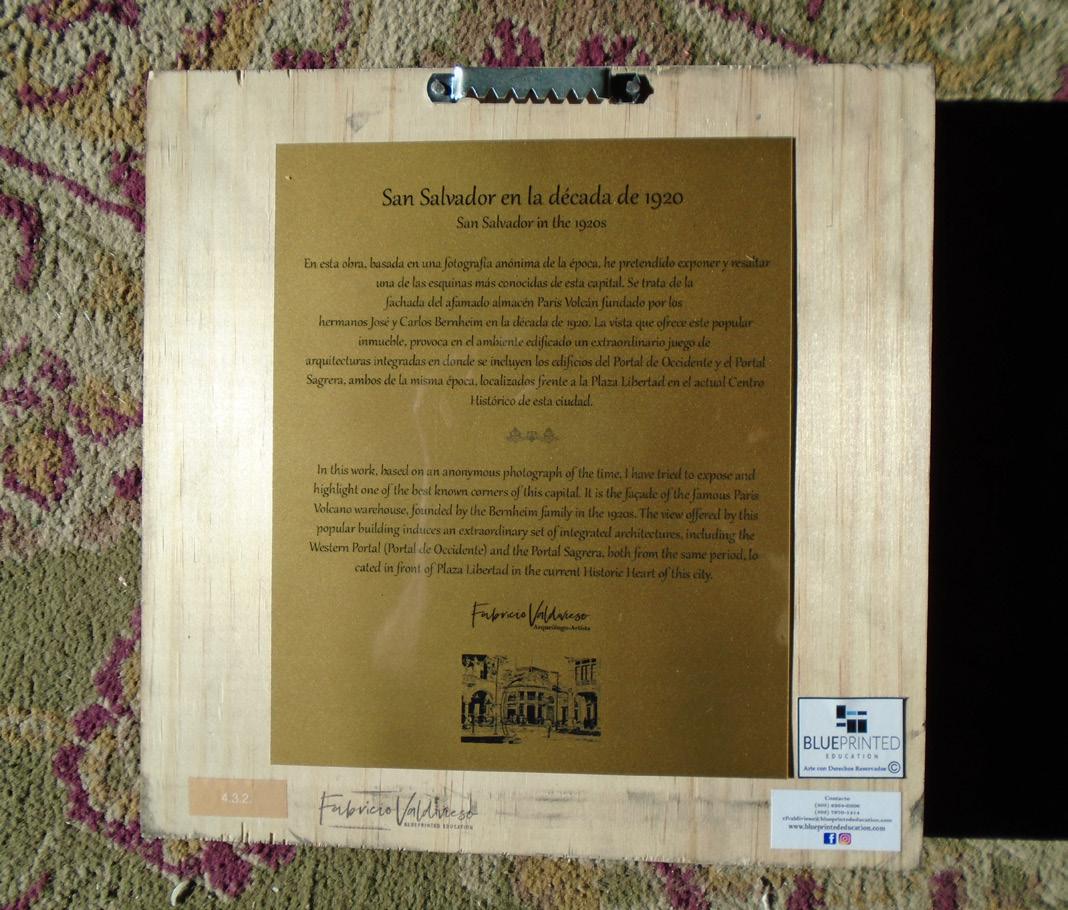 San Salvador en la década de 1920
San Salvador in the 1920s
En esta obra, basada en una fotografía anónima de la época, he pretendido exponer y resaltar
una de las esquinas más conocidas de esta capital. Se trata de la
fachada del afamado almacén Paris Volcán fundado por los
hermanos José y Carlos Bernheim en la década de 1920. La vista que ofrece este popular
inmueble, provoca en el ambiente edificado un extraordinario juego de
arquitecturas integradas en donde se incluyen los edificios del Portal de Occidente y el Portal
Sagrera, ambos de la misma época, localizados frente a la Plaza Libertad en el actual Centro
Histórico de esta ciudad.
In this work, based on an anonymous photograph of the time, I have tried to expose and
highlight one of the best known corners of this capital. It is the façade of the famous Paris
Volcano warehouse, founded by the Bernheim family in the 1920s. The view offered by this
popular building induces an extraordinary set of integrated architectures, including the
Western Portal (Portal de Occidente) and the Portal Sagrera, both from the same period, lo
cated in front of Plaza Libertad in the current Historic Heart of this city.
Fabricio Valdivieso
Arqueólogo-Artista
BLUEPRINTED
EDUCATION
Arte con Derechos Reservados ©
4.3.2.
Fabricio Valdivieso
BLUEPRINTED EDUCATION
Contacto
www.blueprintededucation.com